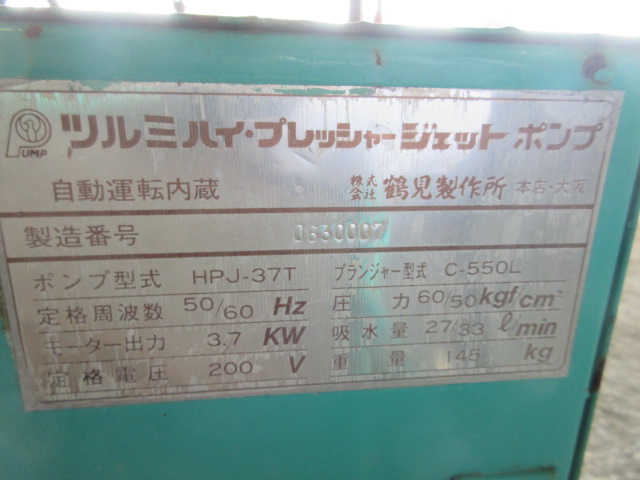 PUMP ツルミハイ・プレッシャージェットポンプ
自動運転内蔵 株式会社 鶴見製作所 本店・大阪
製造番号 0630007
ポンプ型式 HPJ-37T プランジャー型式 C-550L
定格周波数 50/60 Hz 圧力 60/50 kgf/cm²
モーター出力 3.7 KW 吸水量 27/33 ℓ/min
定格電圧 200 V 重量 145 kg